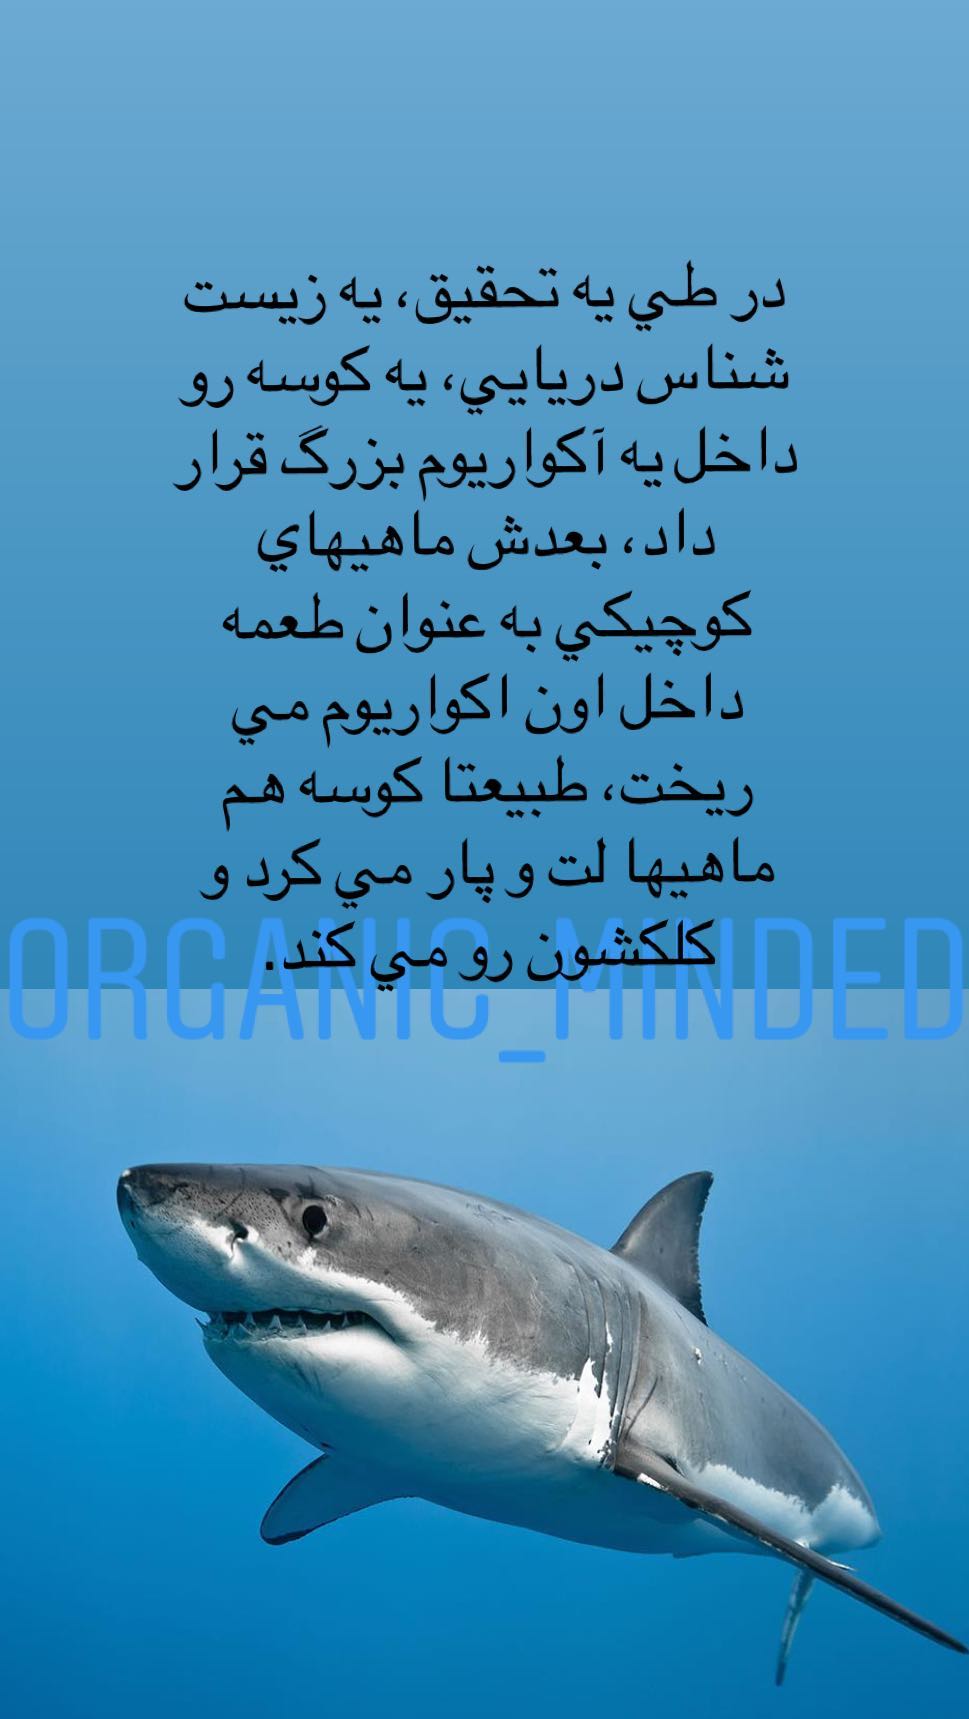 در طي يه تحقيق، يه زيست
شناس دريايي، يه كوسه رو
داخل يه آكواريوم بزرگ قرار
داد، بعدش ماهيهاي
كوچيكي به عنوان طعمه
داخل اون اكواريوم مي
ريخت، طبيعتا كوسه هم
ماهيها لت و پار مي كرد و
كلكشون رو مي كند.
ORGANIC_MINDED